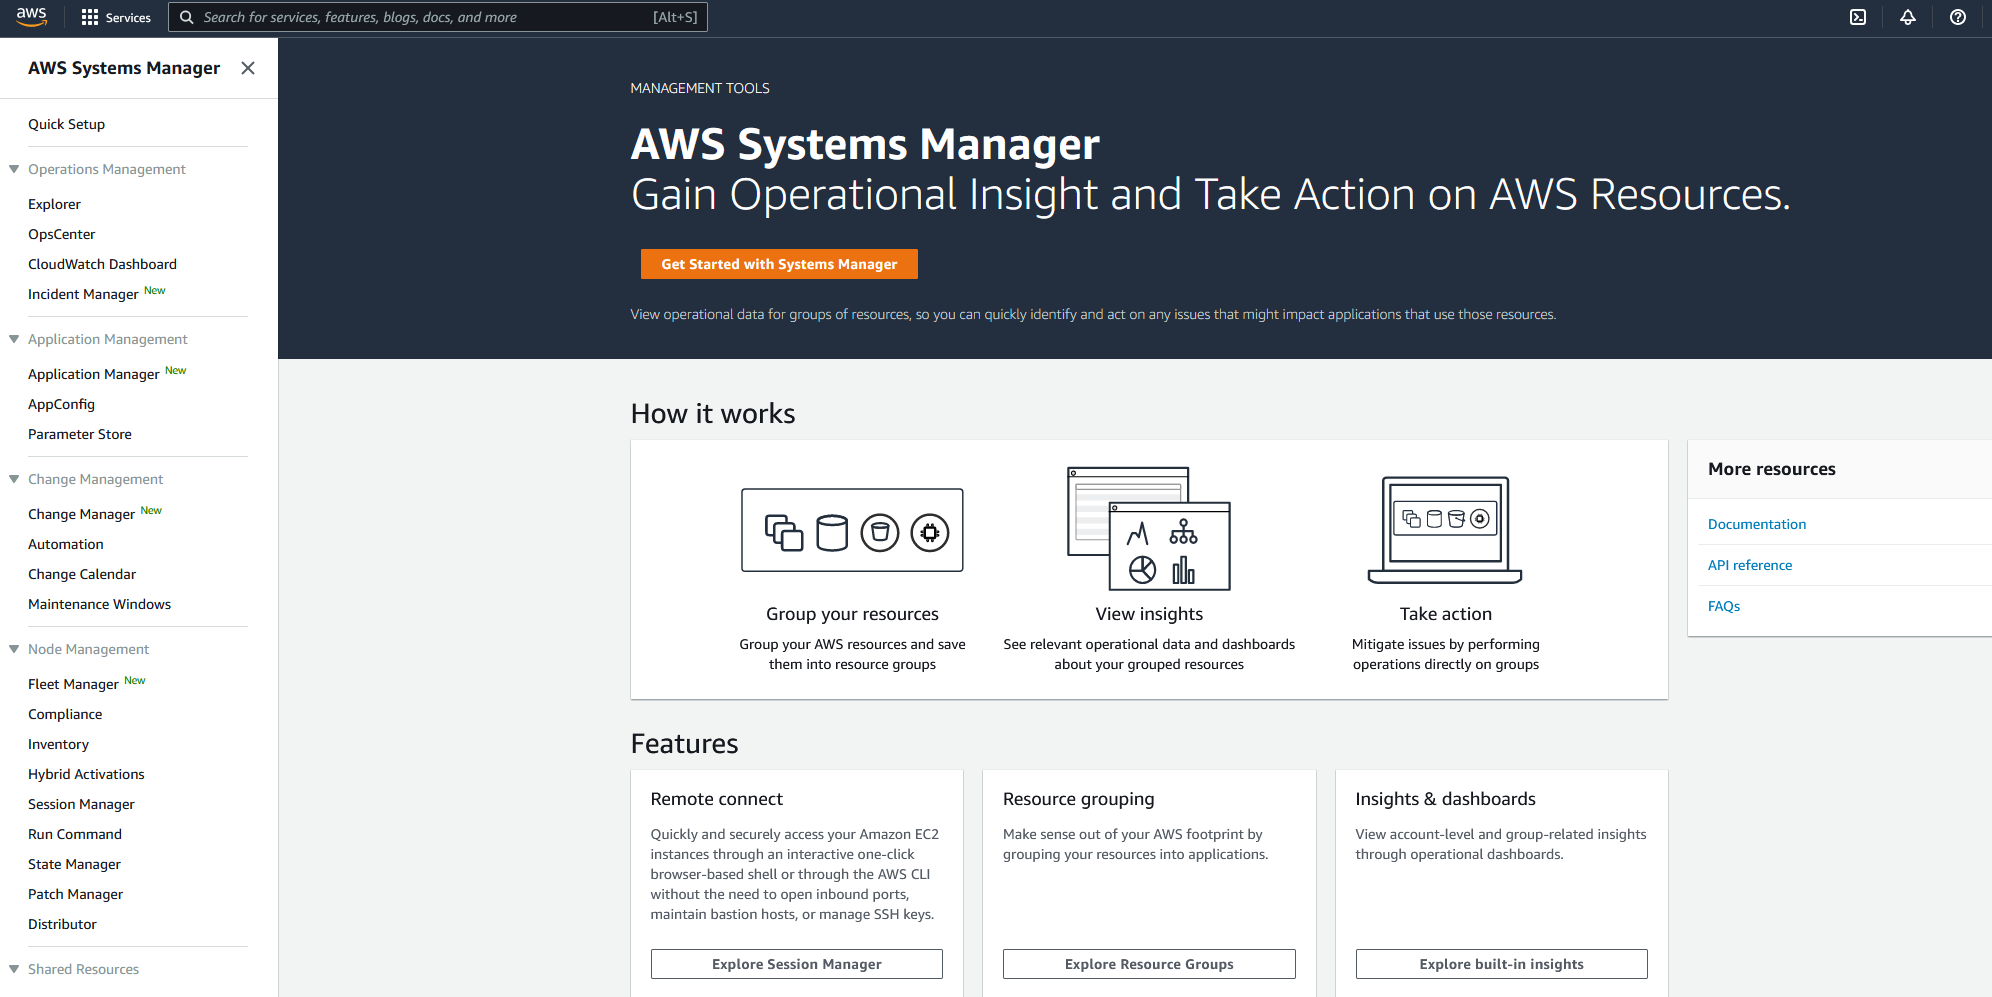 aws
Services
Search for services, features, blogs, docs, and more
[Alt+S]
AWS Systems Manager
Quick Setup
Operations Management
Explorer
OpsCenter
CloudWatch Dashboard
Incident Manager New
Application Management
Application Manager New
AppConfig
Parameter Store
Change Management
Change Manager New
Automation
Change Calendar
Maintenance Windows
Node Management
Fleet Manager New
Compliance
Inventory
Hybrid Activations
Session Manager
Run Command
State Manager
Patch Manager
Distributor
Shared Resources
MANAGEMENT TOOLS
AWS Systems Manager
Gain Operational Insight and Take Action on AWS Resources.
Get Started with Systems Manager
View operational data for groups of resources, so you can quickly identify and act on any issues that might impact applications that use those resources.
How it works
Group your resources
Group your AWS resources and save
them into resource groups
View insights
See relevant operational data and dashboards
about your grouped resources
Take action
Mitigate issues by performing
operations directly on groups
More resources
Documentation
API reference
FAQs
Features
Remote connect
Quickly and securely access your Amazon EC2
instances through an interactive one-click
browser-based shell or through the AWS CLI
without the need to open inbound ports,
maintain bastion hosts, or manage SSH keys.
Explore Session Manager
Resource grouping
Make sense out of your AWS footprint by
grouping your resources into applications.
Explore Resource Groups
Insights & dashboards
View account-level and group-related insights
through operational dashboards.
Explore built-in insights